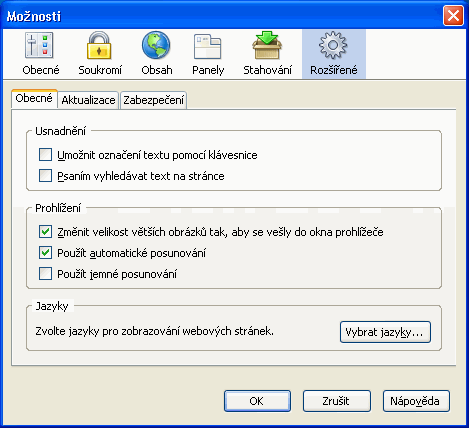 Možnosti
Obecné Soukromí Obsah Panely Stahování Rozšířené
Obecné Aktualizace Zabezpečení
Usnadnění
Umožnit označení textu pomocí klávesnice
Psaním vyhledávat text na stránce
Prohlížení
Změnit velikost větších obrázků tak, aby se vešly do okna prohlížeče
Použít automatické posunování
Použít jemné posunování
Jazyky
Zvolte jazyky pro zobrazování webových stránek. Vybrat jazyky...
OK Zrušit Nápověda